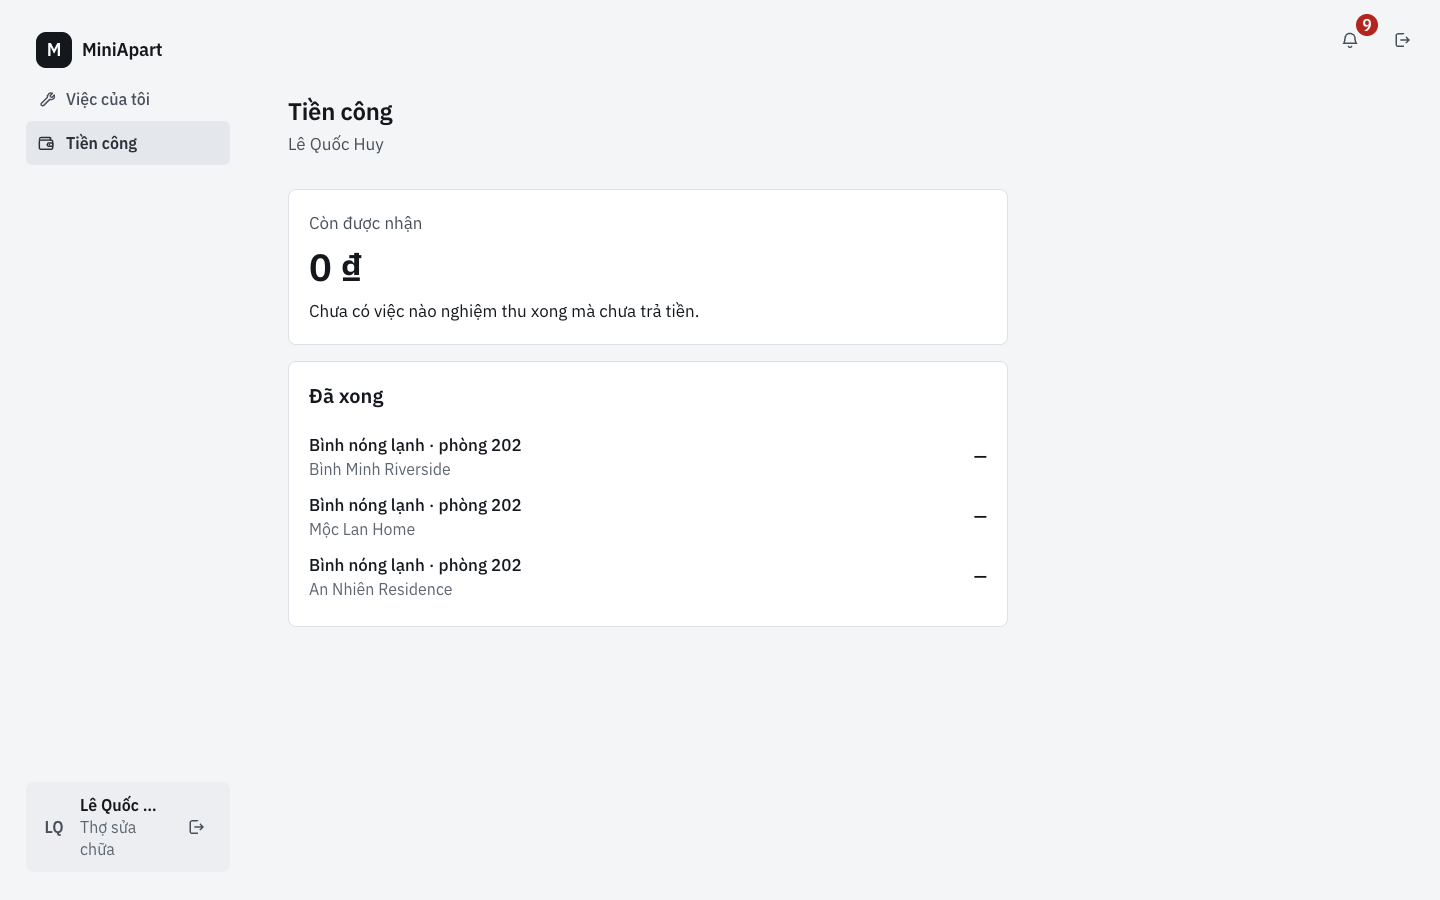 M MiniApart
9
Việc của tôi
Tiền công
Tiền công
Lê Quốc Huy
Còn được nhận
0 ₫
Chưa có việc nào nghiệm thu xong mà chưa trả tiền.
Đã xong
Bình nóng lạnh · phòng 202
Bình Minh Riverside
—
Bình nóng lạnh · phòng 202
Mộc Lan Home
—
Bình nóng lạnh · phòng 202
An Nhiên Residence
—
LQ
Lê Quốc ...
Thợ sửa
chữa